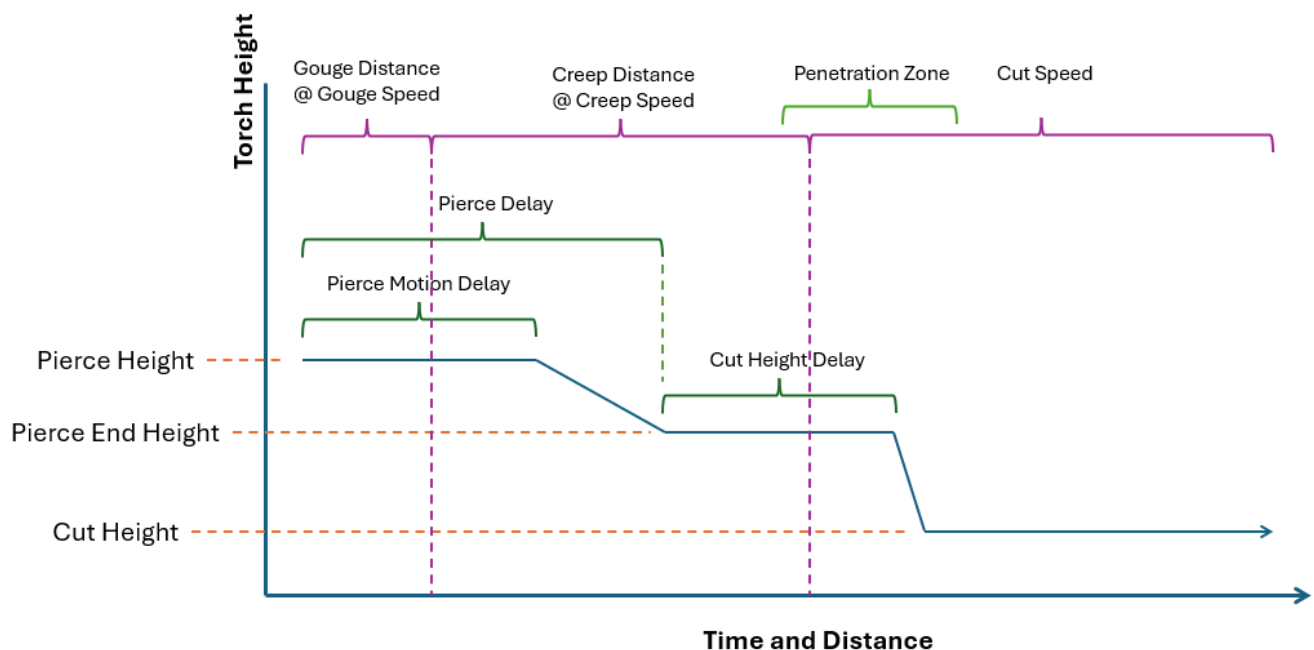 Torch Height
Gouge Distance
@ Gouge Speed
Creep Distance
@ Creep Speed
Penetration Zone
Cut Speed
Pierce Delay
Pierce Motion Delay
Pierce Height
Cut Height Delay
Pierce End Height
Cut Height
Time and Distance